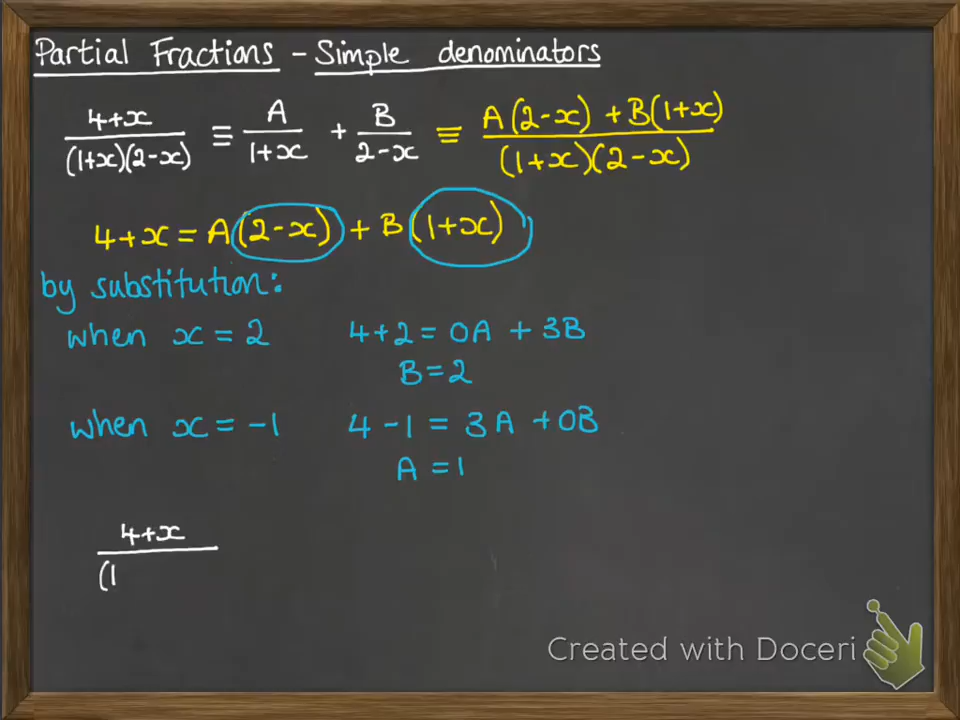 Partial Fractions - Simple denominators
4+x/(1+x)(2-x) ≡ A/1+x + B/2-x ≡ A(2-x)+B(1+x)/(1+x)(2-x)
4+x = A(2-x) + B(1+x)
by substitution:
when x = 2 4+2 = 0A + 3B
B = 2
when x = -1 4-1 = 3A + 0B
A = 1
4+x
(1
Created with Doceri